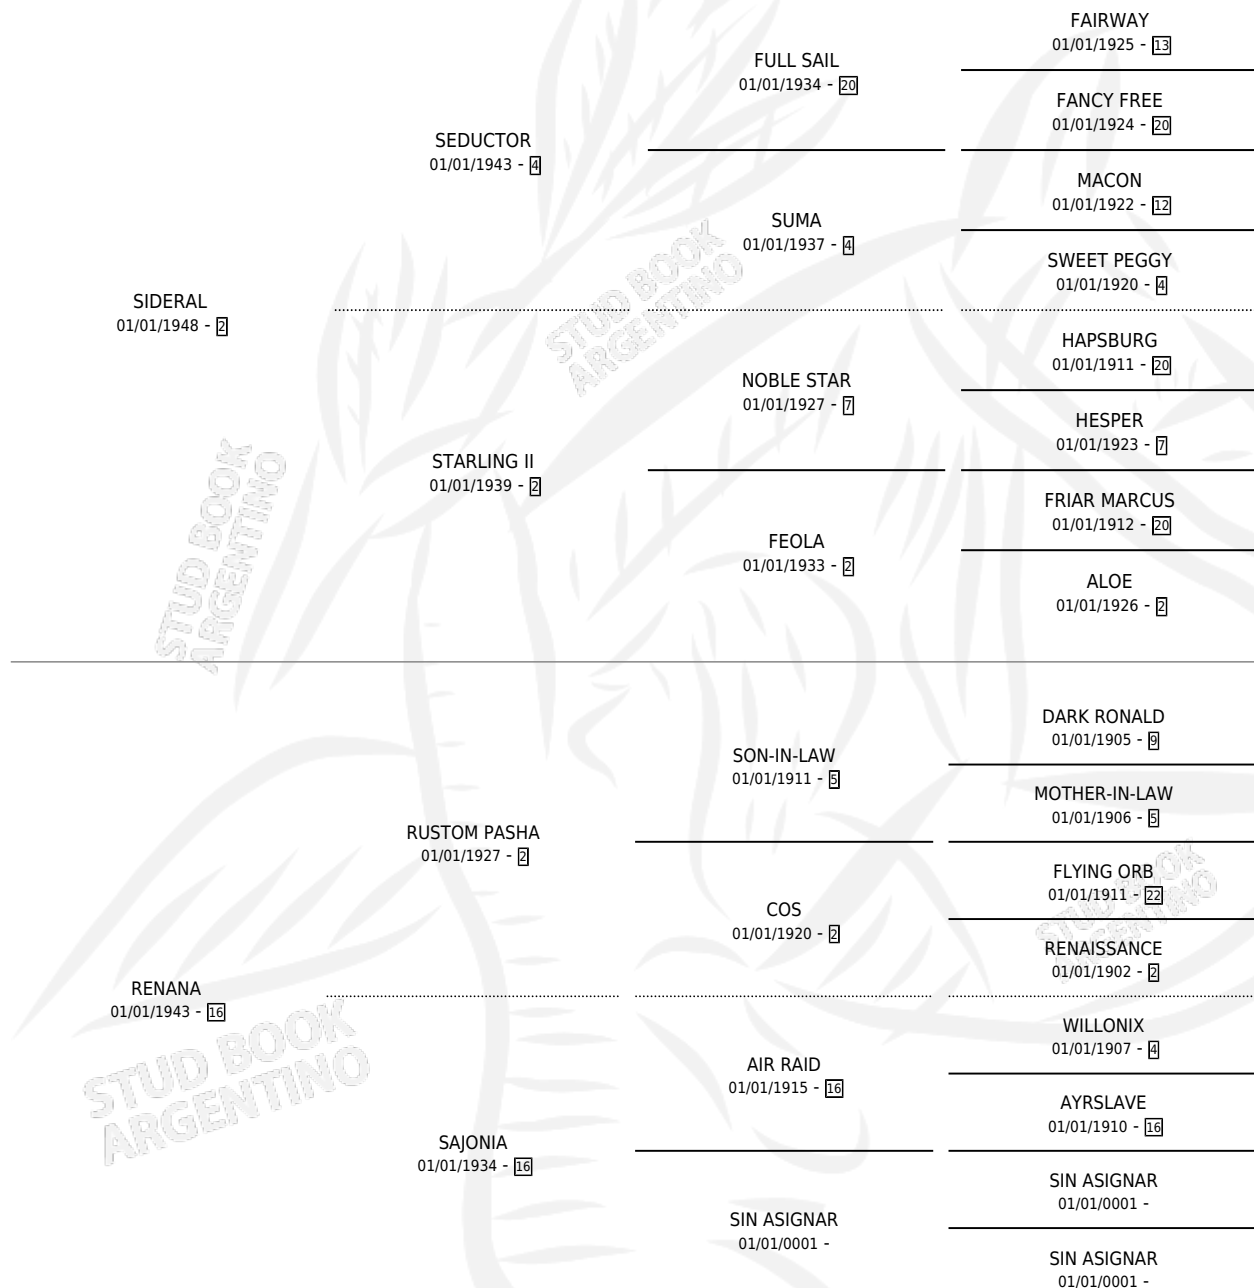 FAIRWAY
01/01/1925 - 13
FULL SAIL
01/01/1934 - 20
FANCY FREE
01/01/1924 - 20
SEDUCTOR
01/01/1943 - 4
MACON
01/01/1922 - 12
SUMA
01/01/1937 - 4
SWEET PEGGY
01/01/1920 - 4
SIDERAL
01/01/1948 - 2
HAPSBURG
01/01/1911 - 20
NOBLE STAR
01/01/1927 - 7
HESPER
01/01/1923 - 7
STARLING II
01/01/1939 - 2
FRIAR MARCUS
01/01/1912 - 20
FEOLA
01/01/1933 - 2
ALOE
01/01/1926 - 2
STUD BOOK
ARGENTINO
STUD BOOK
ARGENTINO
DARK RONALD
01/01/1905 - 9
SON-IN-LAW
01/01/1911 - 5
MOTHER-IN-LAW
01/01/1906 - 5
RUSTOM PASHA
01/01/1927 - 2
FLYING ORB
01/01/1911 - 22
COS
01/01/1920 - 2
RENAISSANCE
01/01/1902 - 2
RENANA
01/01/1943 - 16
WILLONIX
01/01/1907 - 4
AIR RAID
01/01/1915 - 16
AYRSLAVE
01/01/1910 - 16
SAJONIA
01/01/1934 - 16
SIN ASIGNAR
01/01/0001 -
SIN ASIGNAR
01/01/0001 -
SIN ASIGNAR
01/01/0001 -
STUD BOOK
ARGENTINO
STUD BOOK
ARGENTINO